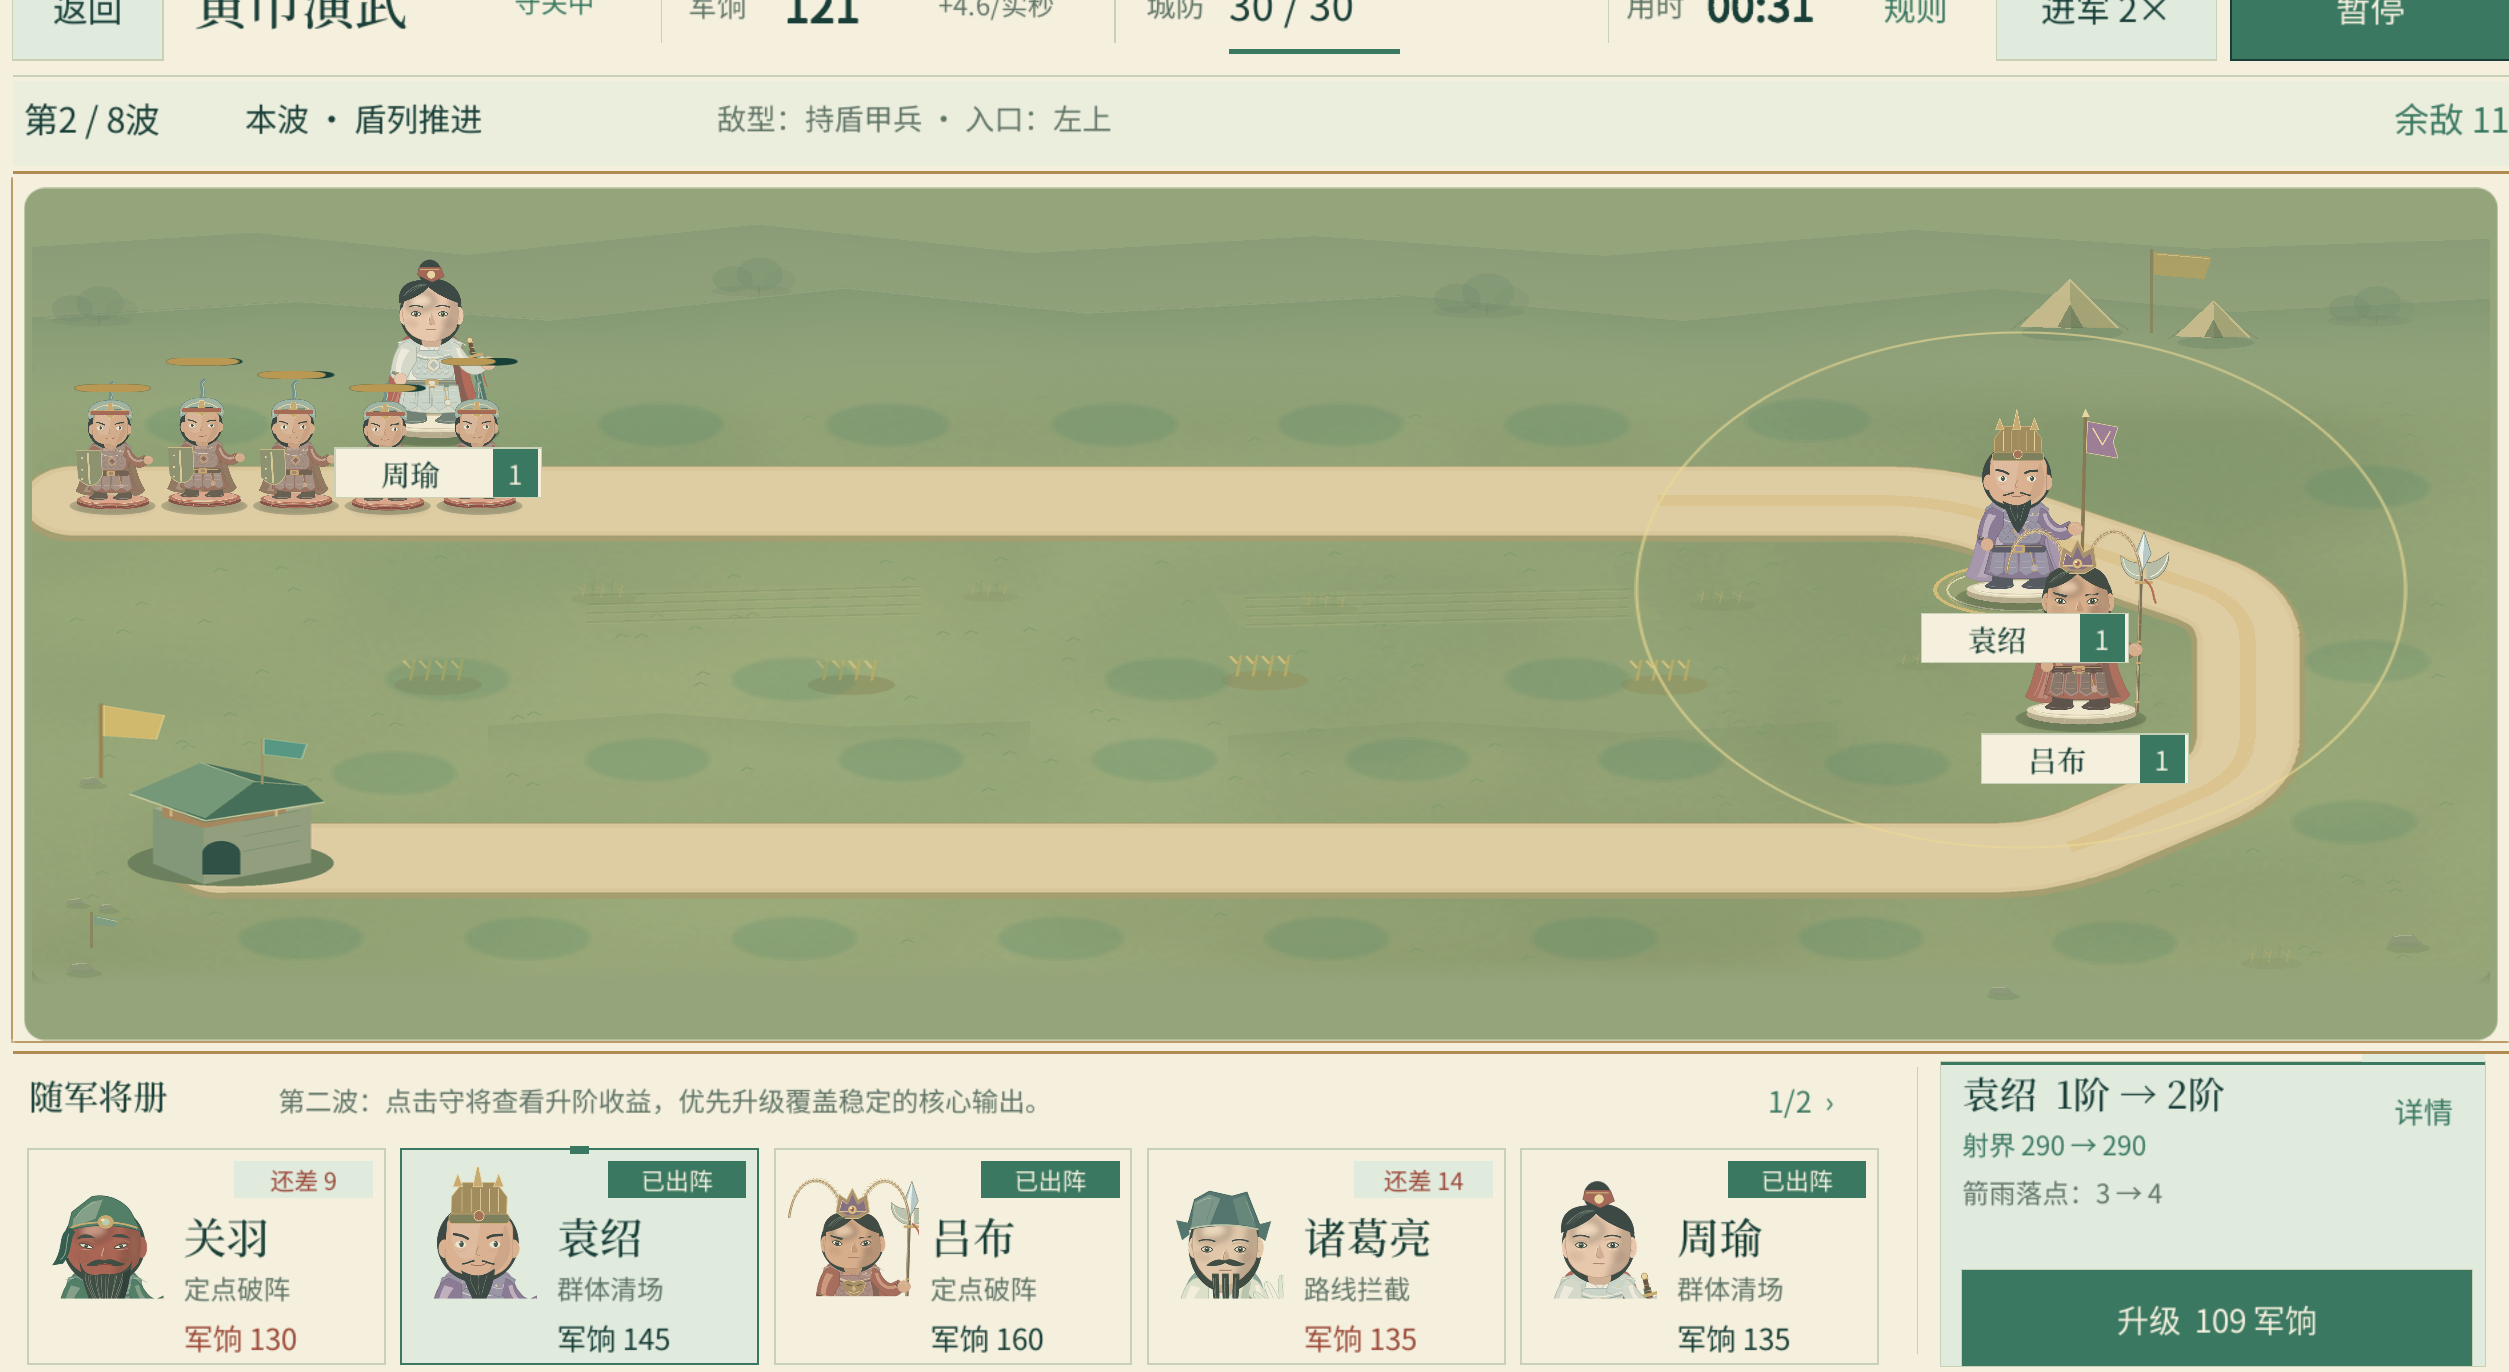 返回
黄巾演武
守关中
军饷 121 +4.6/实秒
城防 30 / 30
用时 00:31
规则
进军 2×
暂停
第2 / 8波
本波 · 盾列推进
敌型：持盾甲兵 · 入口：左上
余敌 11
周瑜 1
袁绍 1
吕布 1
随军将册
第二波：点击守将查看升阶收益，优先升级覆盖稳定的核心输出。
1/2 ›
还差 9
关羽
定点破阵
军饷 130
已出阵
袁绍
群体清场
军饷 145
已出阵
吕布
定点破阵
军饷 160
还差 14
诸葛亮
路线拦截
军饷 135
已出阵
周瑜
群体清场
军饷 135
袁绍 1阶 → 2阶
详情
射界 290 → 290
箭雨落点：3 → 4
升级 109 军饷